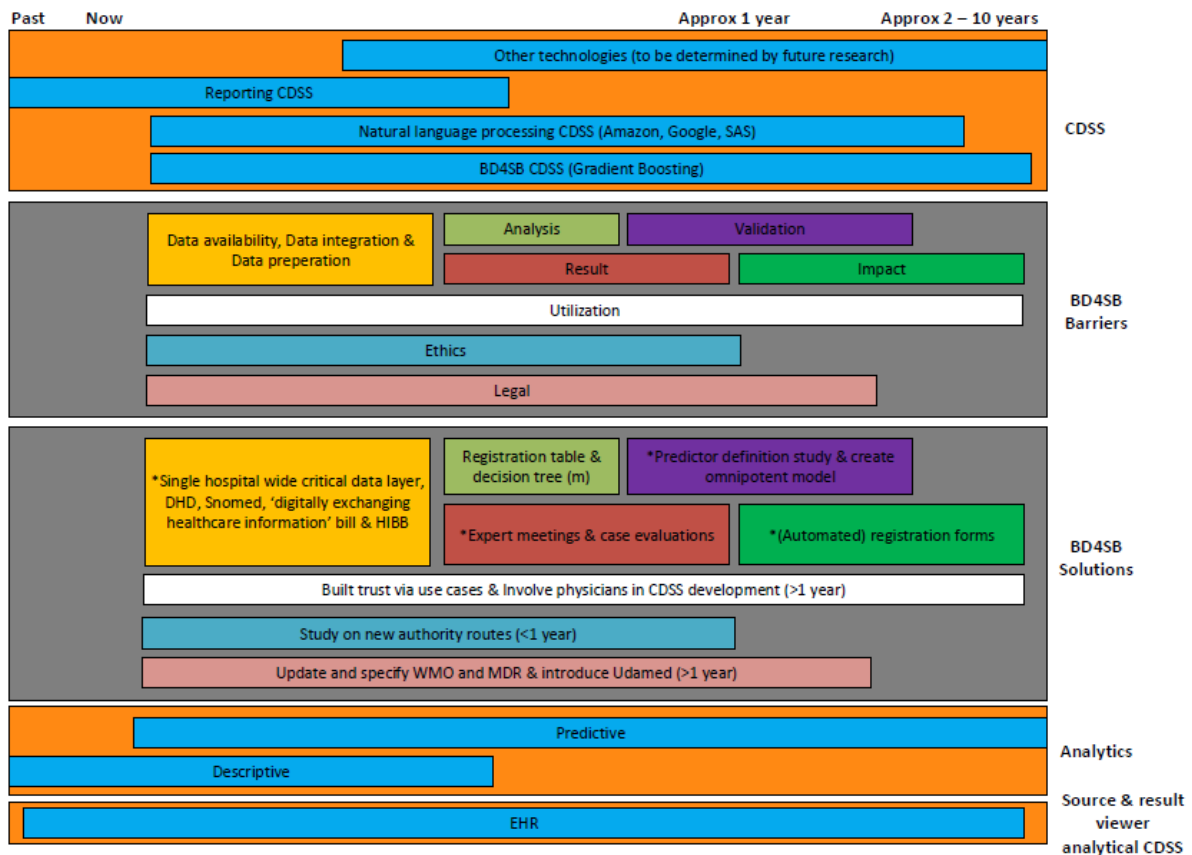 Past Now Approx 1 year Approx 2 – 10 years
Other technologies (to be determined by future research)
Reporting CDSS
Natural language processing CDSS (Amazon, Google, SAS)
BD4SB CDSS (Gradient Boosting)
CDSS
Data availability, Data integration &
Data preperation
Analysis
Validation
Result
Impact
Utilization
Ethics
Legal
BD4SB
Barriers
*Single hospital wide critical data layer,
DHD, Snomed, ‘digitally exchanging
healthcare information’ bill & HIBB
Registration table &
decision tree (m)
*Predictor definition study & create
omnipotent model
*Expert meetings & case evaluations
*(Automated) registration forms
Built trust via use cases & Involve physicians in CDSS development (>1 year)
Study on new authority routes (<1 year)
Update and specify WMO and MDR & introduce Udamed (>1 year)
BD4SB
Solutions
Predictive
Descriptive
Analytics
EHR
Source & result
viewer
analytical CDSS